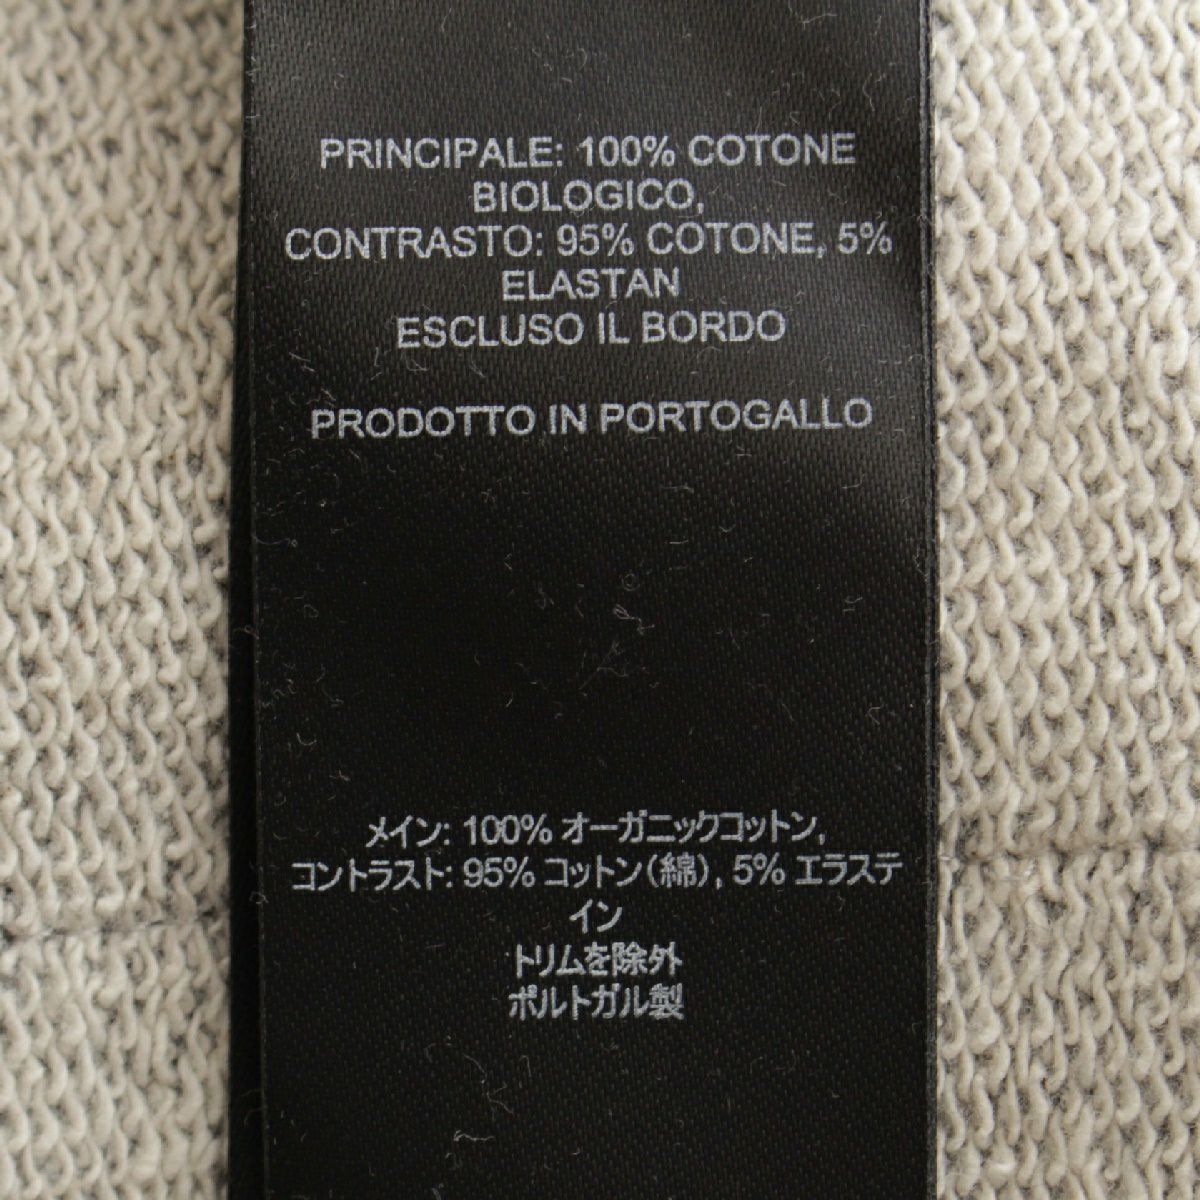 PRINCIPALE: 100% COTONE
BIOLOGICO,
CONTRASTO: 95% COTONE, 5%
ELASTAN
ESCLUSO IL BORDO
PRODOTTO IN PORTOGALLO
メイン: 100% オーガニックコットン,
コントラスト: 95% コットン(綿), 5% エラステ
イン
トリムを除外
ポルトガル製